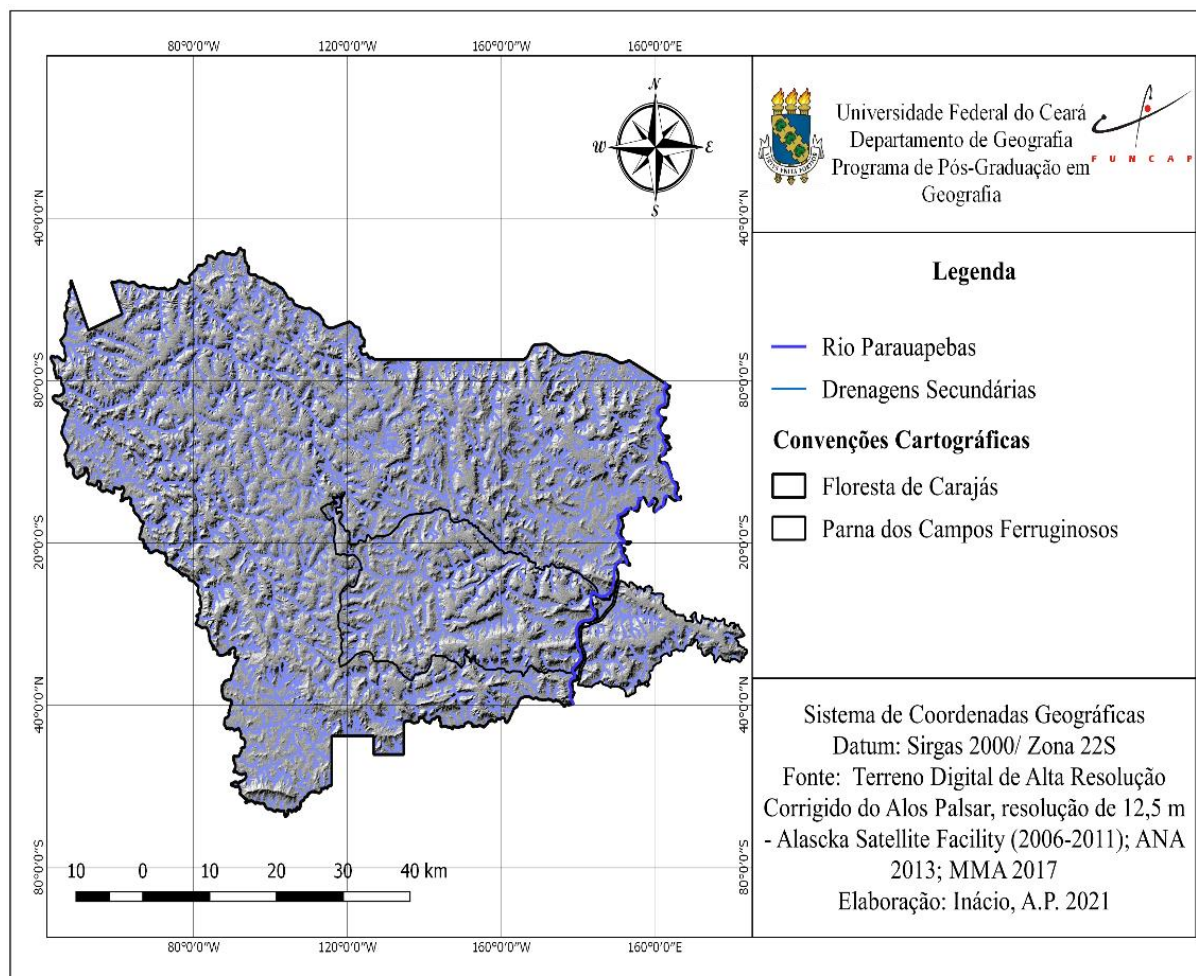 80°0'0"W 120°0'0"W 160°0'0"W 160°0'0"E
40°0'0"N
80°0'0"S
20°0'0"S
40°0'0"N
80°0'0"S
N
W E
S
10 0 10 20 30 40 km
40°0'0"N
80°0'0"S
20°0'0"S
40°0'0"N
80°0'0"S
80°0'0"W 120°0'0"W 160°0'0"W 160°0'0"E
Universidade Federal do Ceará
Departamento de Geografia
Programa de Pós-Graduação em
Geografia
FUNCAP
Legenda
Rio Parauapebas
Drenagens Secundárias
Convenções Cartográficas
Floresta de Carajás
Parna dos Campos Ferruginosos
Sistema de Coordenadas Geográficas
Datum: Sirgas 2000/ Zona 22S
Fonte: Terreno Digital de Alta Resolução
Corrigido do Alos Palsar, resolução de 12,5 m
- Alascka Satellite Facility (2006-2011); ANA
2013; MMA 2017
Elaboração: Inácio, A.P. 2021